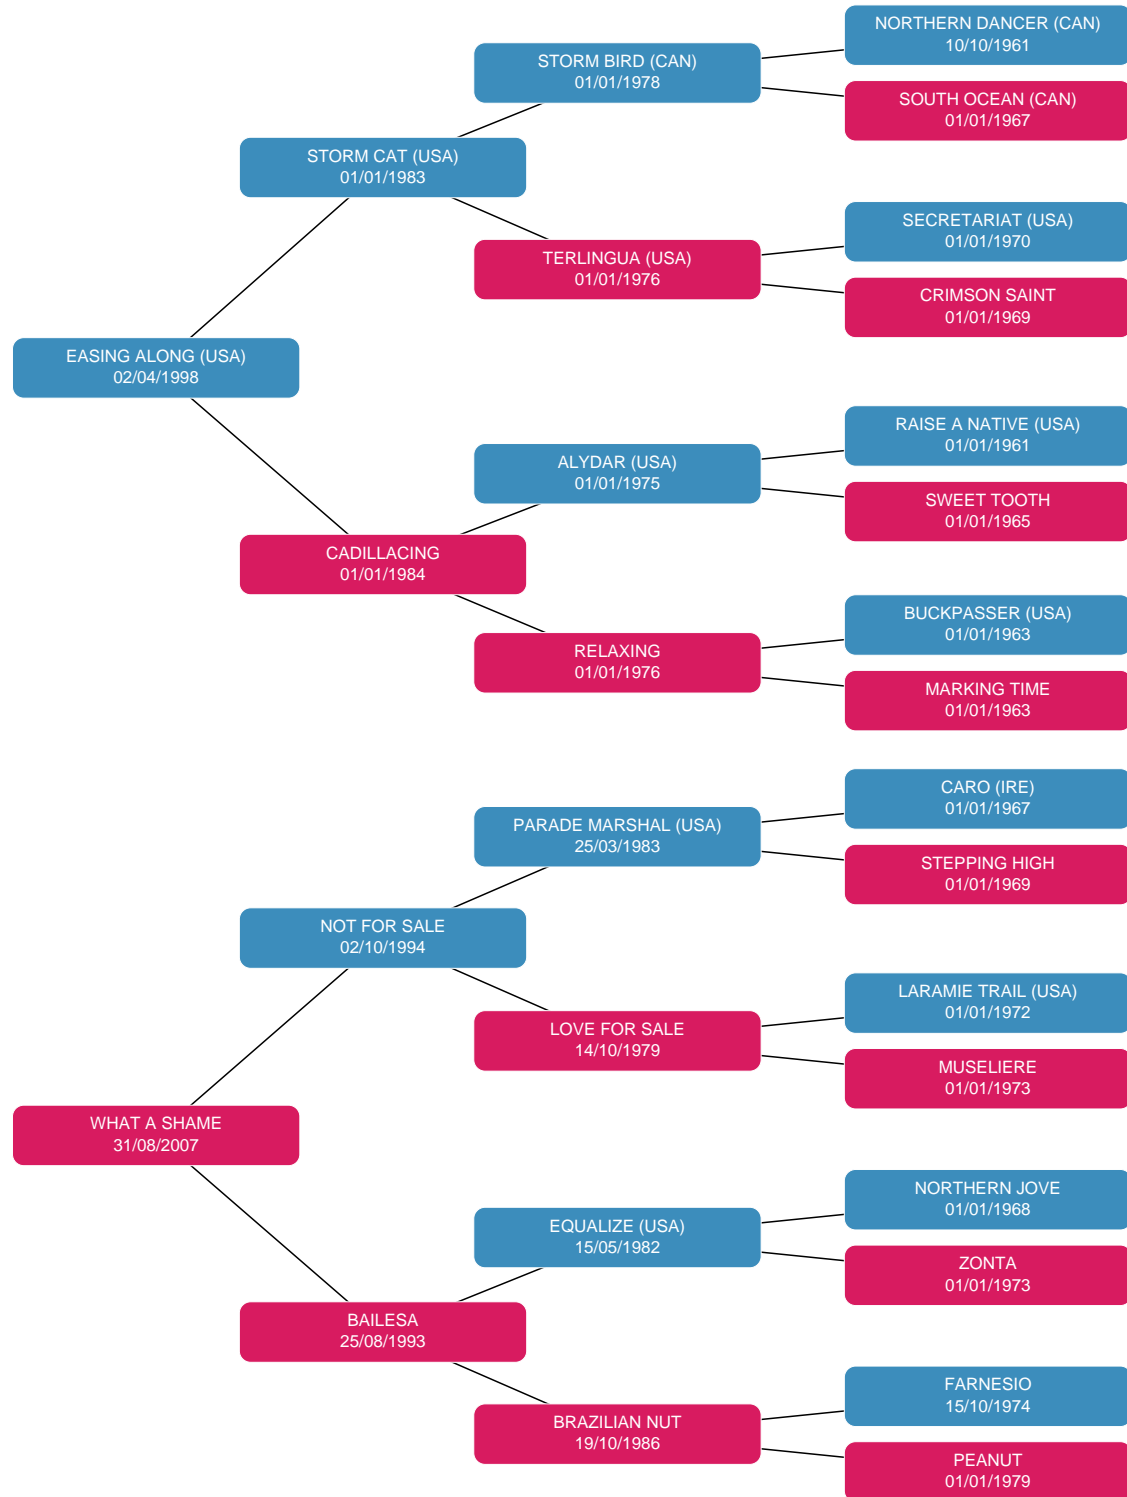 NORTHERN DANCER (CAN)
10/10/1961
STORM BIRD (CAN)
01/01/1978
SOUTH OCEAN (CAN)
01/01/1967
STORM CAT (USA)
01/01/1983
SECRETARIAT (USA)
01/01/1970
TERLINGUA (USA)
01/01/1976
CRIMSON SAINT
01/01/1969
EASING ALONG (USA)
02/04/1998
RAISE A NATIVE (USA)
01/01/1961
ALYDAR (USA)
01/01/1975
SWEET TOOTH
01/01/1965
CADILLACING
01/01/1984
BUCKPASSER (USA)
01/01/1963
RELAXING
01/01/1976
MARKING TIME
01/01/1963
CARO (IRE)
01/01/1967
PARADE MARSHAL (USA)
25/03/1983
STEPPING HIGH
01/01/1969
NOT FOR SALE
02/10/1994
LARAMIE TRAIL (USA)
01/01/1972
LOVE FOR SALE
14/10/1979
MUSELIERE
01/01/1973
WHAT A SHAME
31/08/2007
NORTHERN JOVE
01/01/1968
EQUALIZE (USA)
15/05/1982
ZONTA
01/01/1973
BAILESA
25/08/1993
FARNESIO
15/10/1974
BRAZILIAN NUT
19/10/1986
PEANUT
01/01/1979